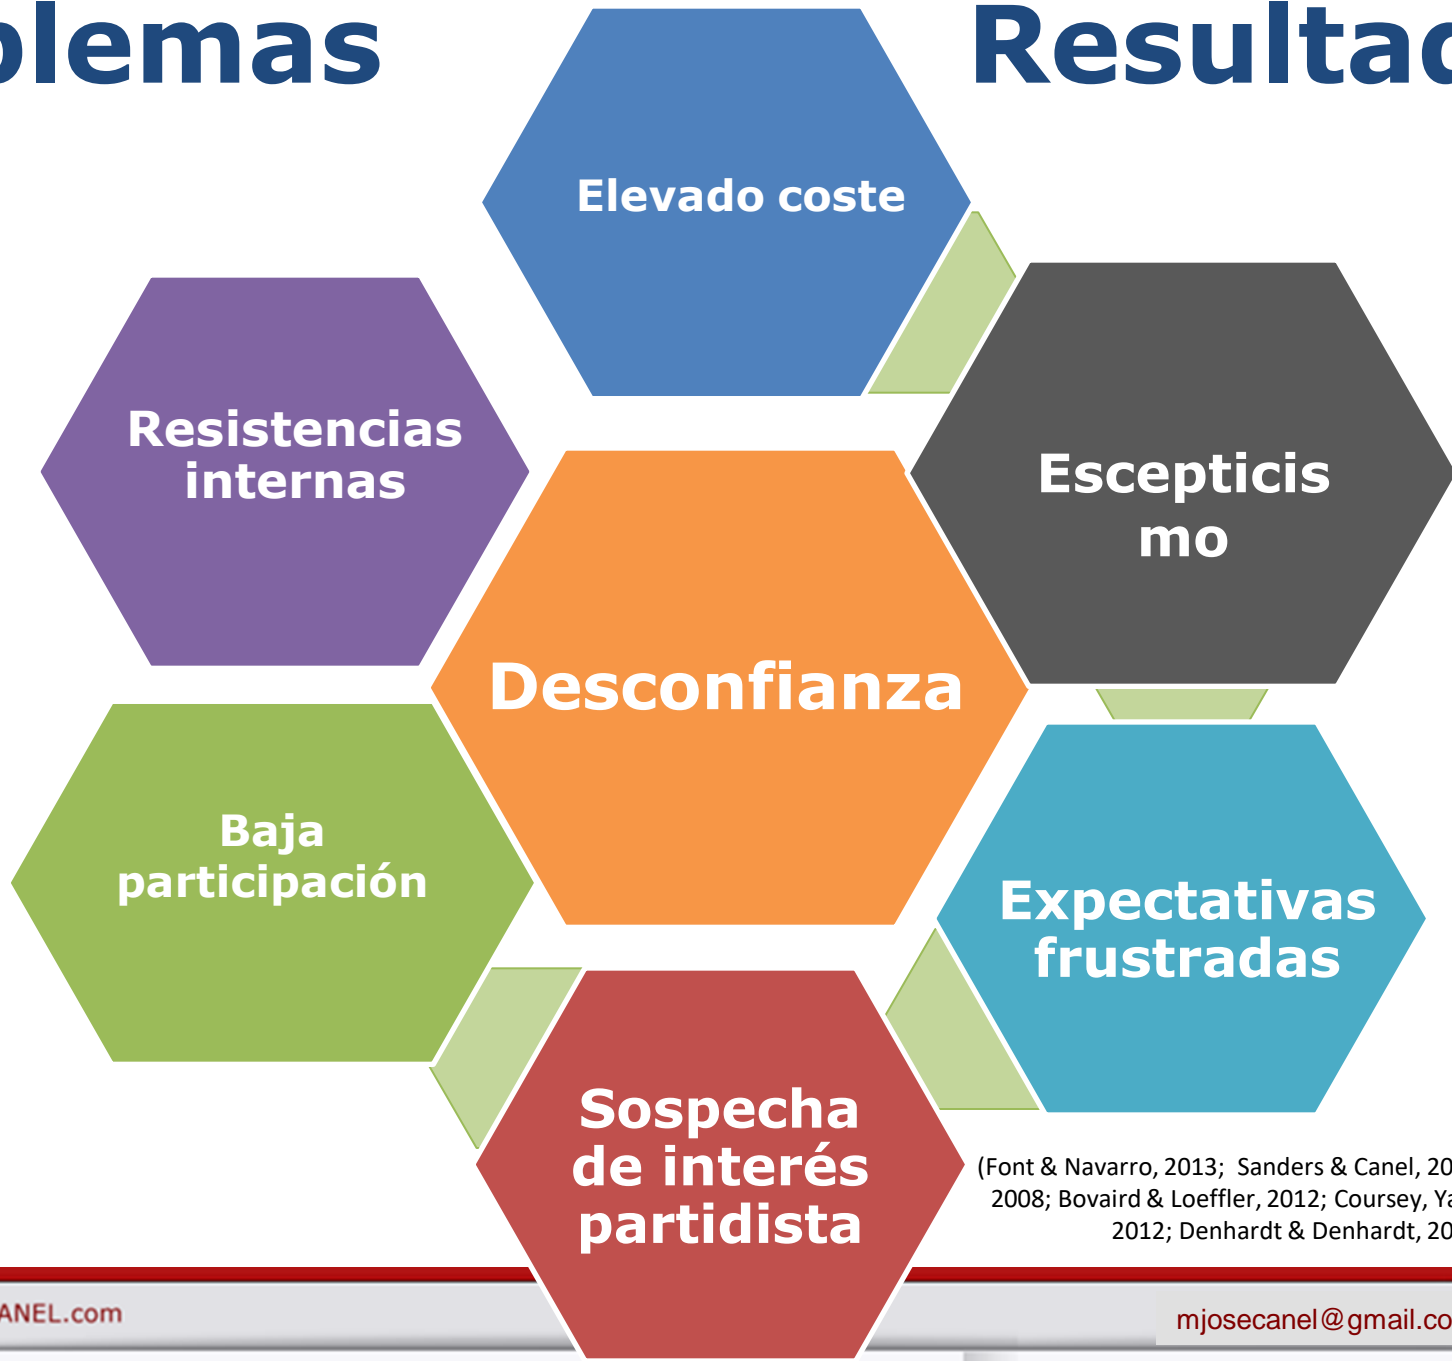 blemas
Resultad
Elevado coste
Resistencias
internas
Escepticis
mo
Desconfianza
Baja
participación
Expectativas
frustradas
Sospecha
de interés
partidista
(Font & Navarro, 2013; Sanders & Canel, 20
2008; Bovaird & Loeffler, 2012; Coursey, Ya
2012; Denhardt & Denhardt, 20
ANEL.com
mjosecanel@gmail.co